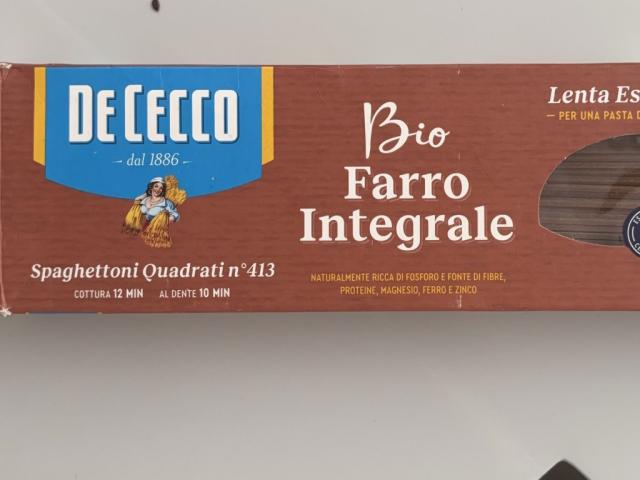 DE CECCO
dal 1886
Spaghettoni Quadrati n°413
COTTURA 12 MIN AL DENTE 10 MIN
Bio
Farro
Integrale
NATURALMENTE RICCA DI FOSFORO E FONTE DI FIBRE,
PROTEINE, MAGNESIO, FERRO E ZINCO
Lenta Es
— PER UNA PASTA D